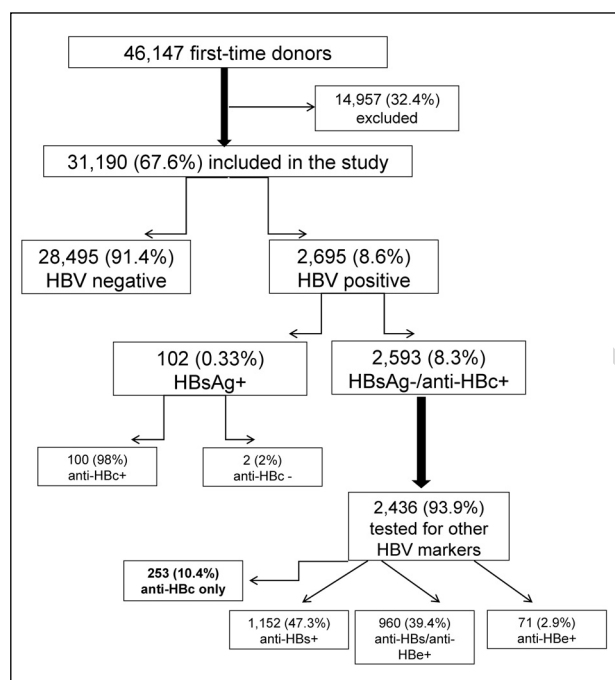 46,147 first-time donors
14,957 (32.4%)
excluded
31,190 (67.6%) included in the study
28,495 (91.4%)
HBV negative
2,695 (8.6%)
HBV positive
102 (0.33%)
HBsAg+
2,593 (8.3%)
HBsAg-/anti-HBc+
100 (98%)
anti-HBc+
2 (2%)
anti-HBc -
2,436 (93.9%)
tested for other
HBV markers
253 (10.4%)
anti-HBc only
1,152 (47.3%)
anti-HBs+
960 (39.4%)
anti-HBs/anti-
HBe+
71 (2.9%)
anti-HBe+